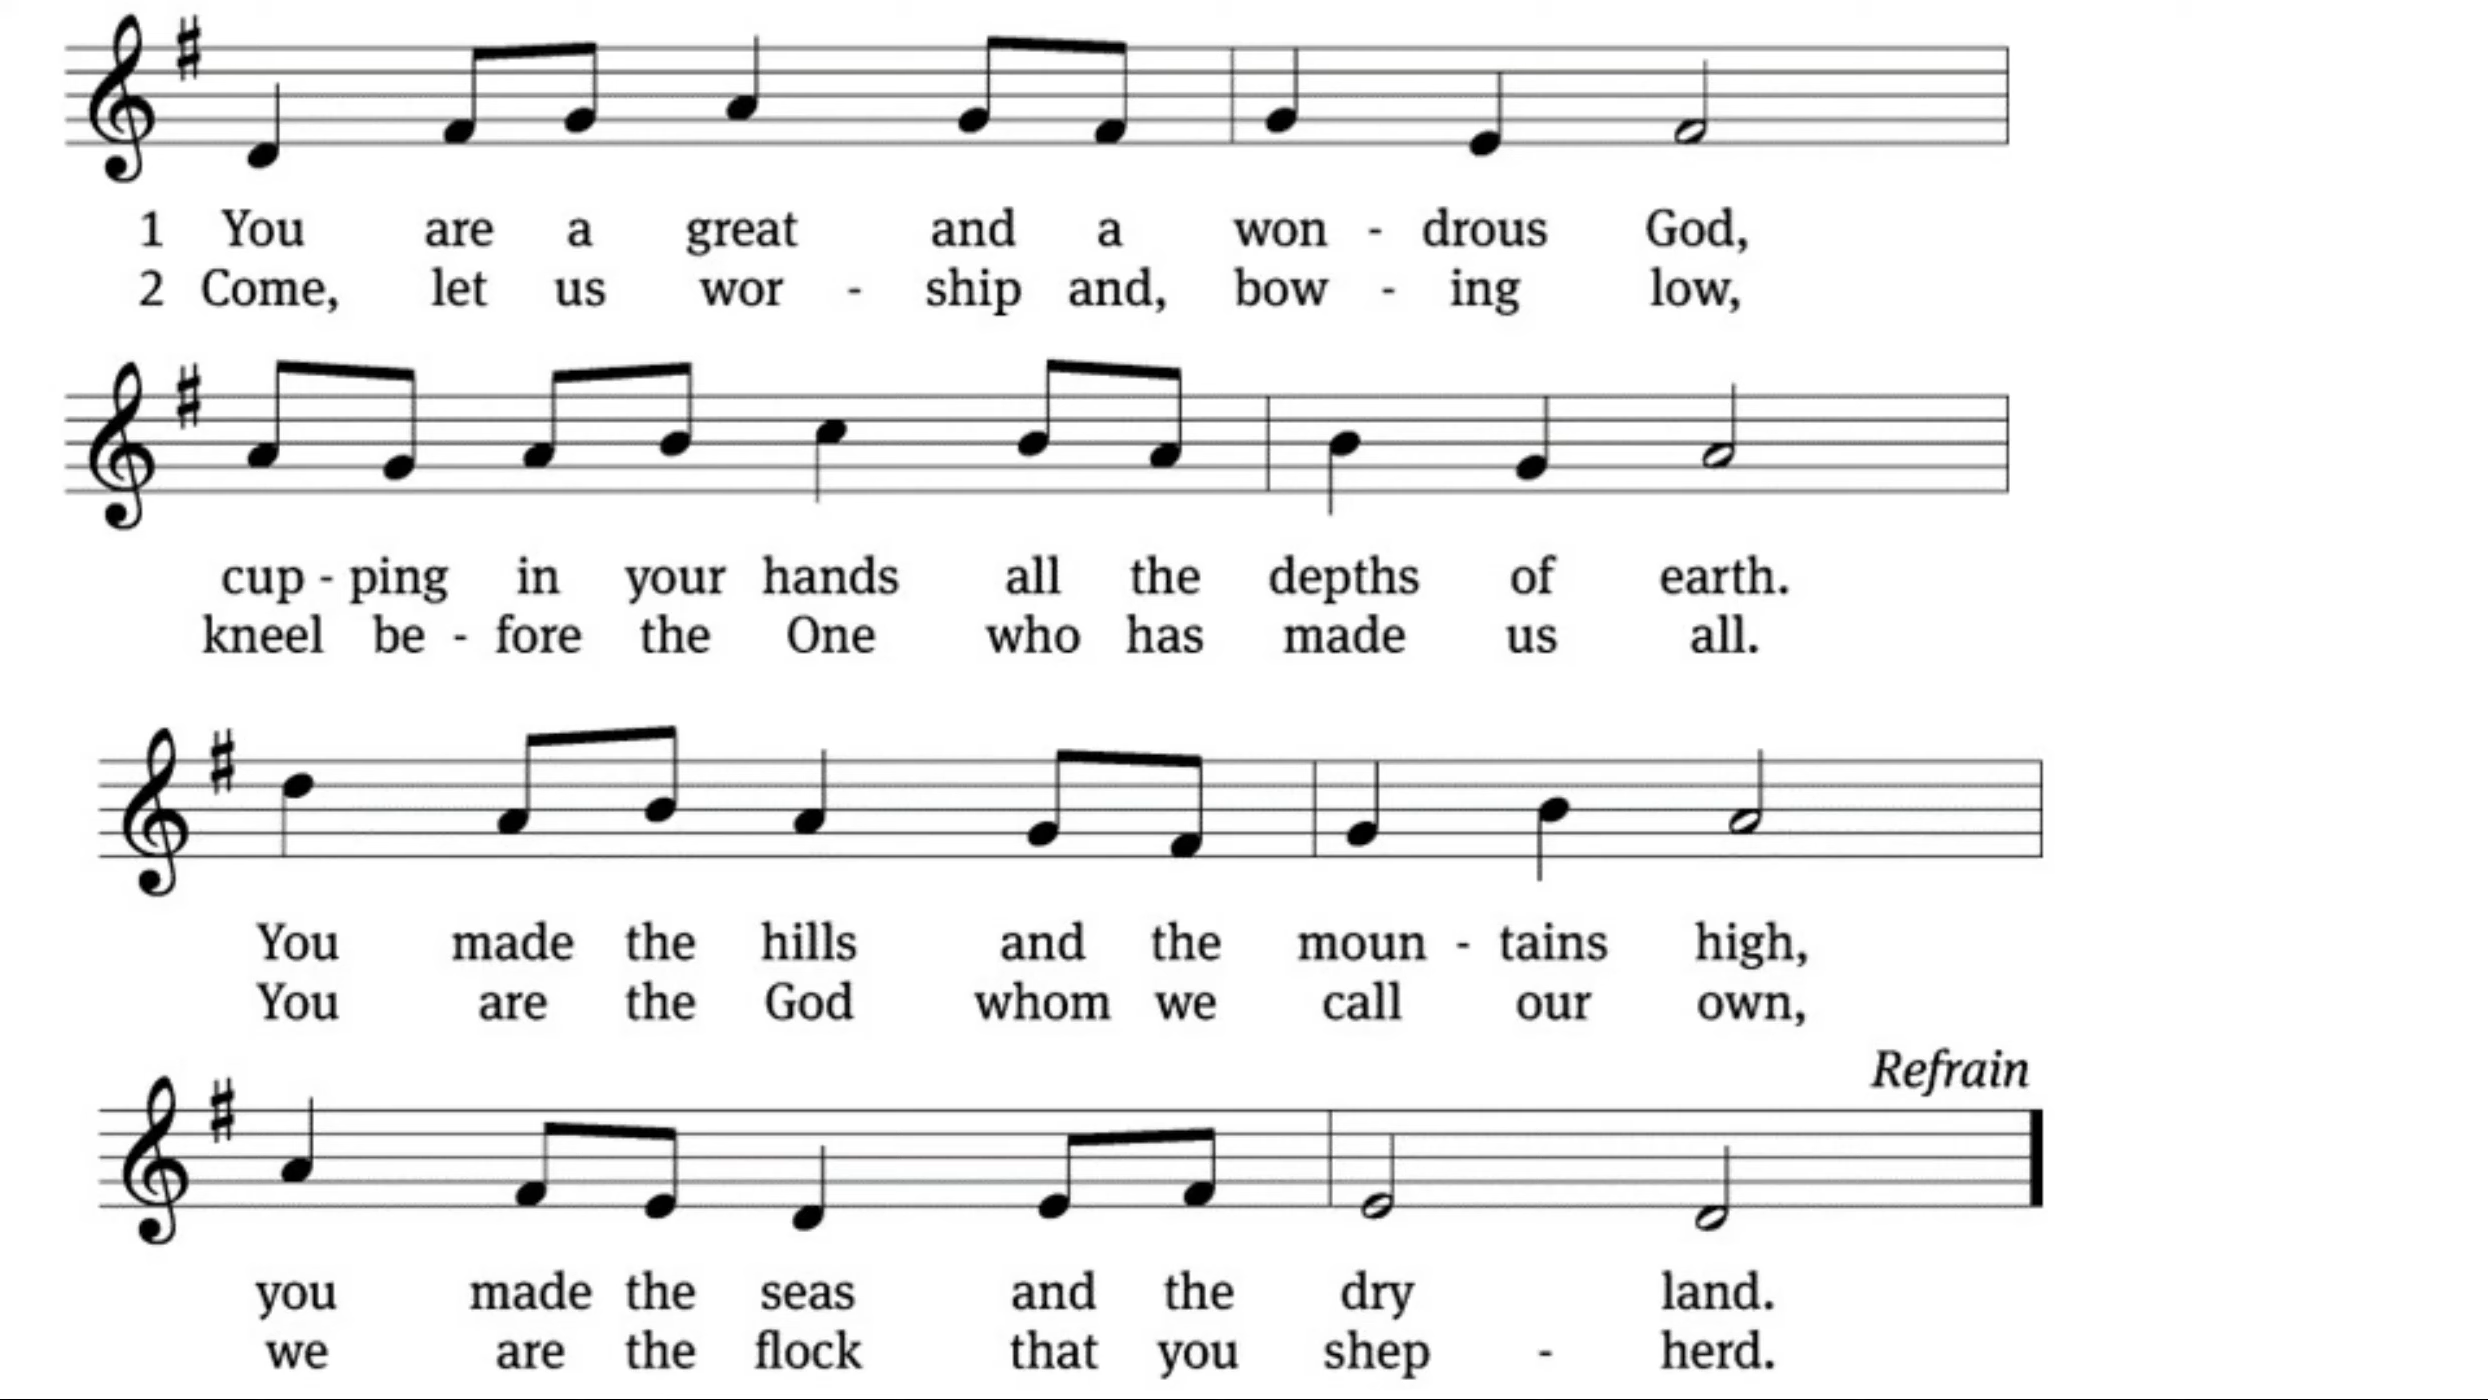 1 You are a great and a won - drous God,
2 Come, let us wor - ship and, bow - ing low,
cup - ping in your hands all the depths of earth.
kneel be - fore the One who has made us all.
You made the hills and the moun - tains high,
You are the God whom we call our own,
Refrain
you made the seas and the dry land.
we are the flock that you shep - herd.